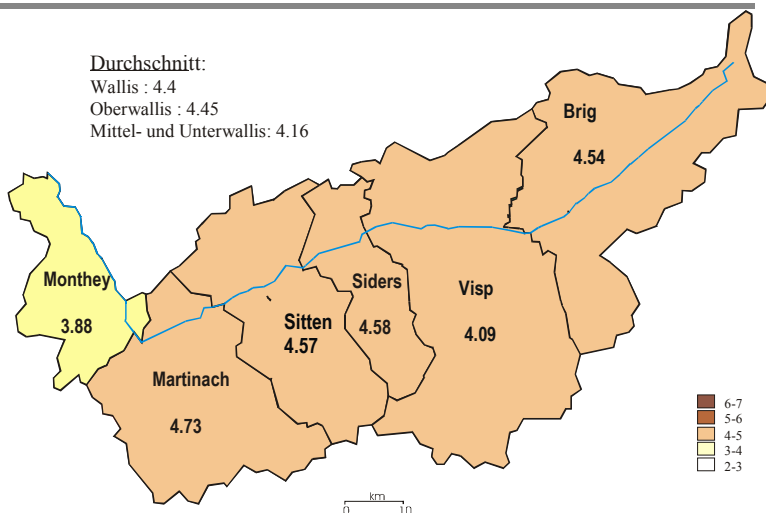 Durchschnitt:
Wallis : 4.4
Oberwallis : 4.45
Mittel- und Unterwallis: 4.16
Brig
4.54
Monthey
3.88
Siders
4.58
Visp
4.09
Sitten
4.57
Martinach
4.73
6-7
5-6
4-5
3-4
2-3
km
0 10